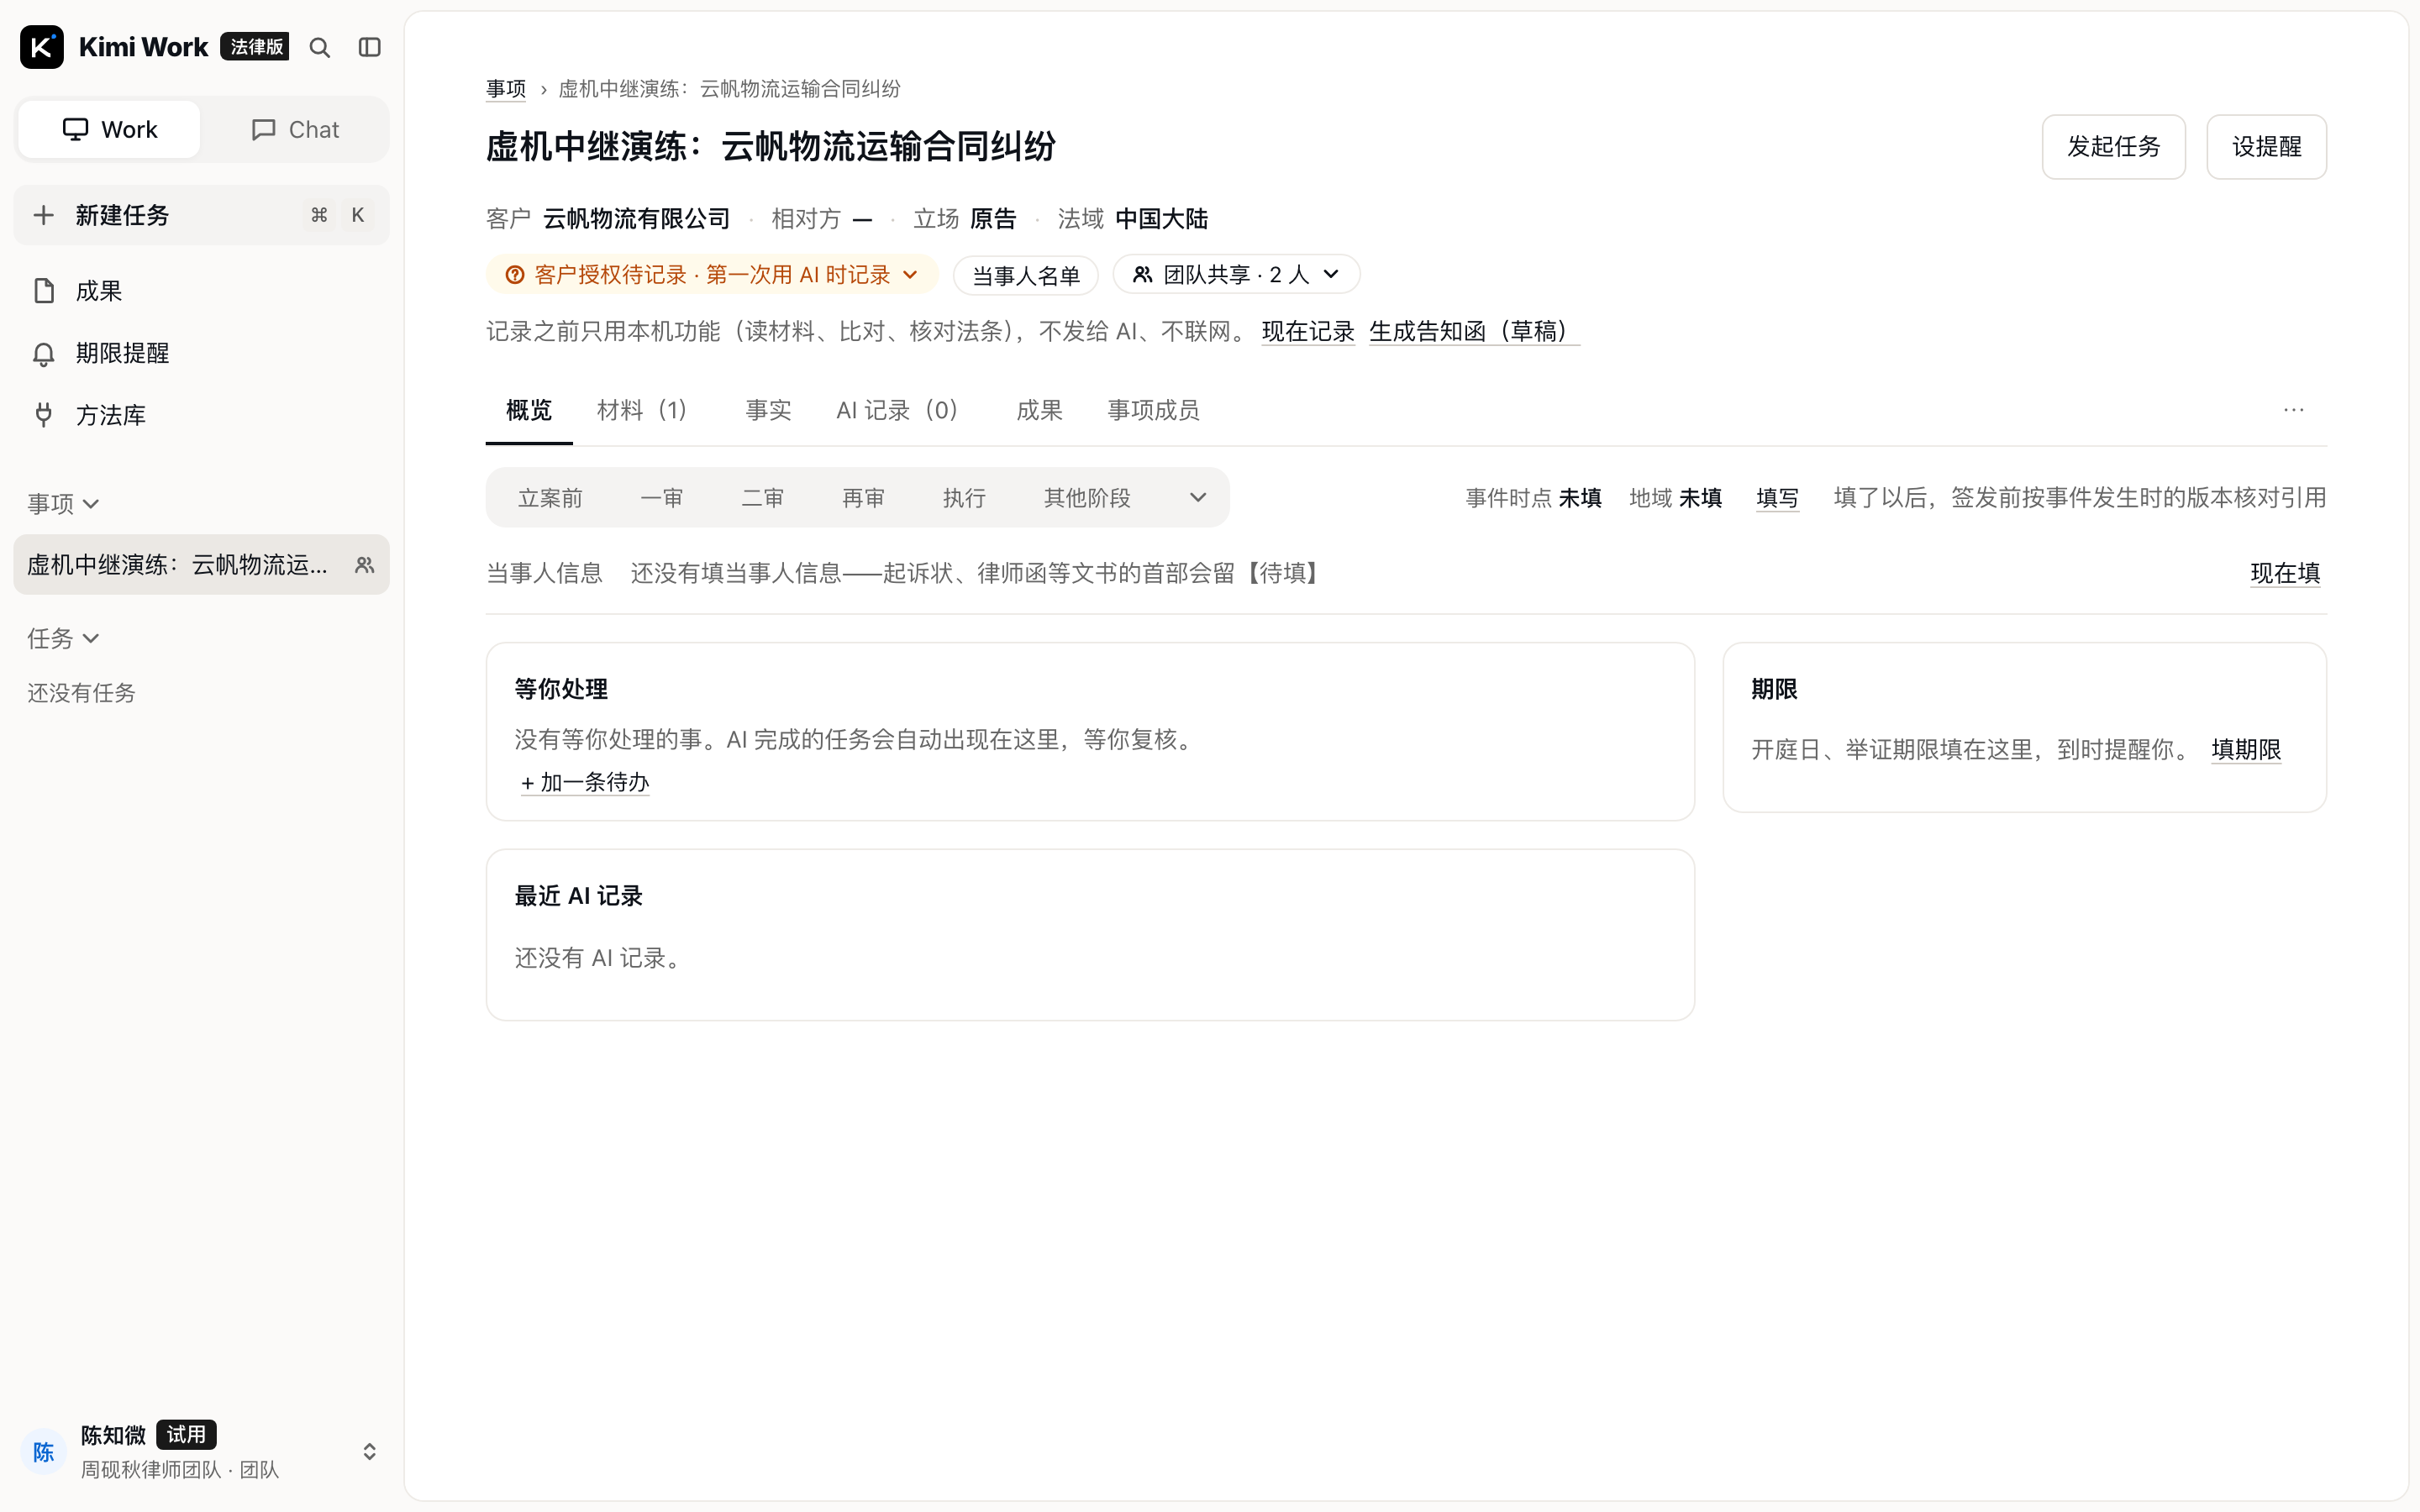 Kimi Work 法律版
Work
Chat
新建任务 ⌘ K
成果
期限提醒
方法库
事项
虚机中继演练：云帆物流运...
任务
还没有任务
陈 陈知微 试用
周砚秋律师团队 · 团队
事项 › 虚机中继演练：云帆物流运输合同纠纷
虚机中继演练：云帆物流运输合同纠纷
发起任务 设提醒
客户 云帆物流有限公司 · 相对方 — · 立场 原告 · 法域 中国大陆
客户授权待记录 · 第一次用 AI 时记录 当事人名单 团队共享 · 2 人
记录之前只用本机功能（读材料、比对、核对法条），不发给 AI、不联网。 现在记录 生成告知函（草稿）
概览 材料（1） 事实 AI 记录（0） 成果 事项成员 ...
立案前 一审 二审 再审 执行 其他阶段
事件时点 未填 地域 未填 填写 填了以后，签发前按事件发生时的版本核对引用
当事人信息 还没有填当事人信息——起诉状、律师函等文书的首部会留【待填】 现在填
等你处理
没有等你处理的事。AI 完成的任务会自动出现在这里，等你复核。
+ 加一条待办
期限
开庭日、举证期限填在这里，到时提醒你。 填期限
最近 AI 记录
还没有 AI 记录。